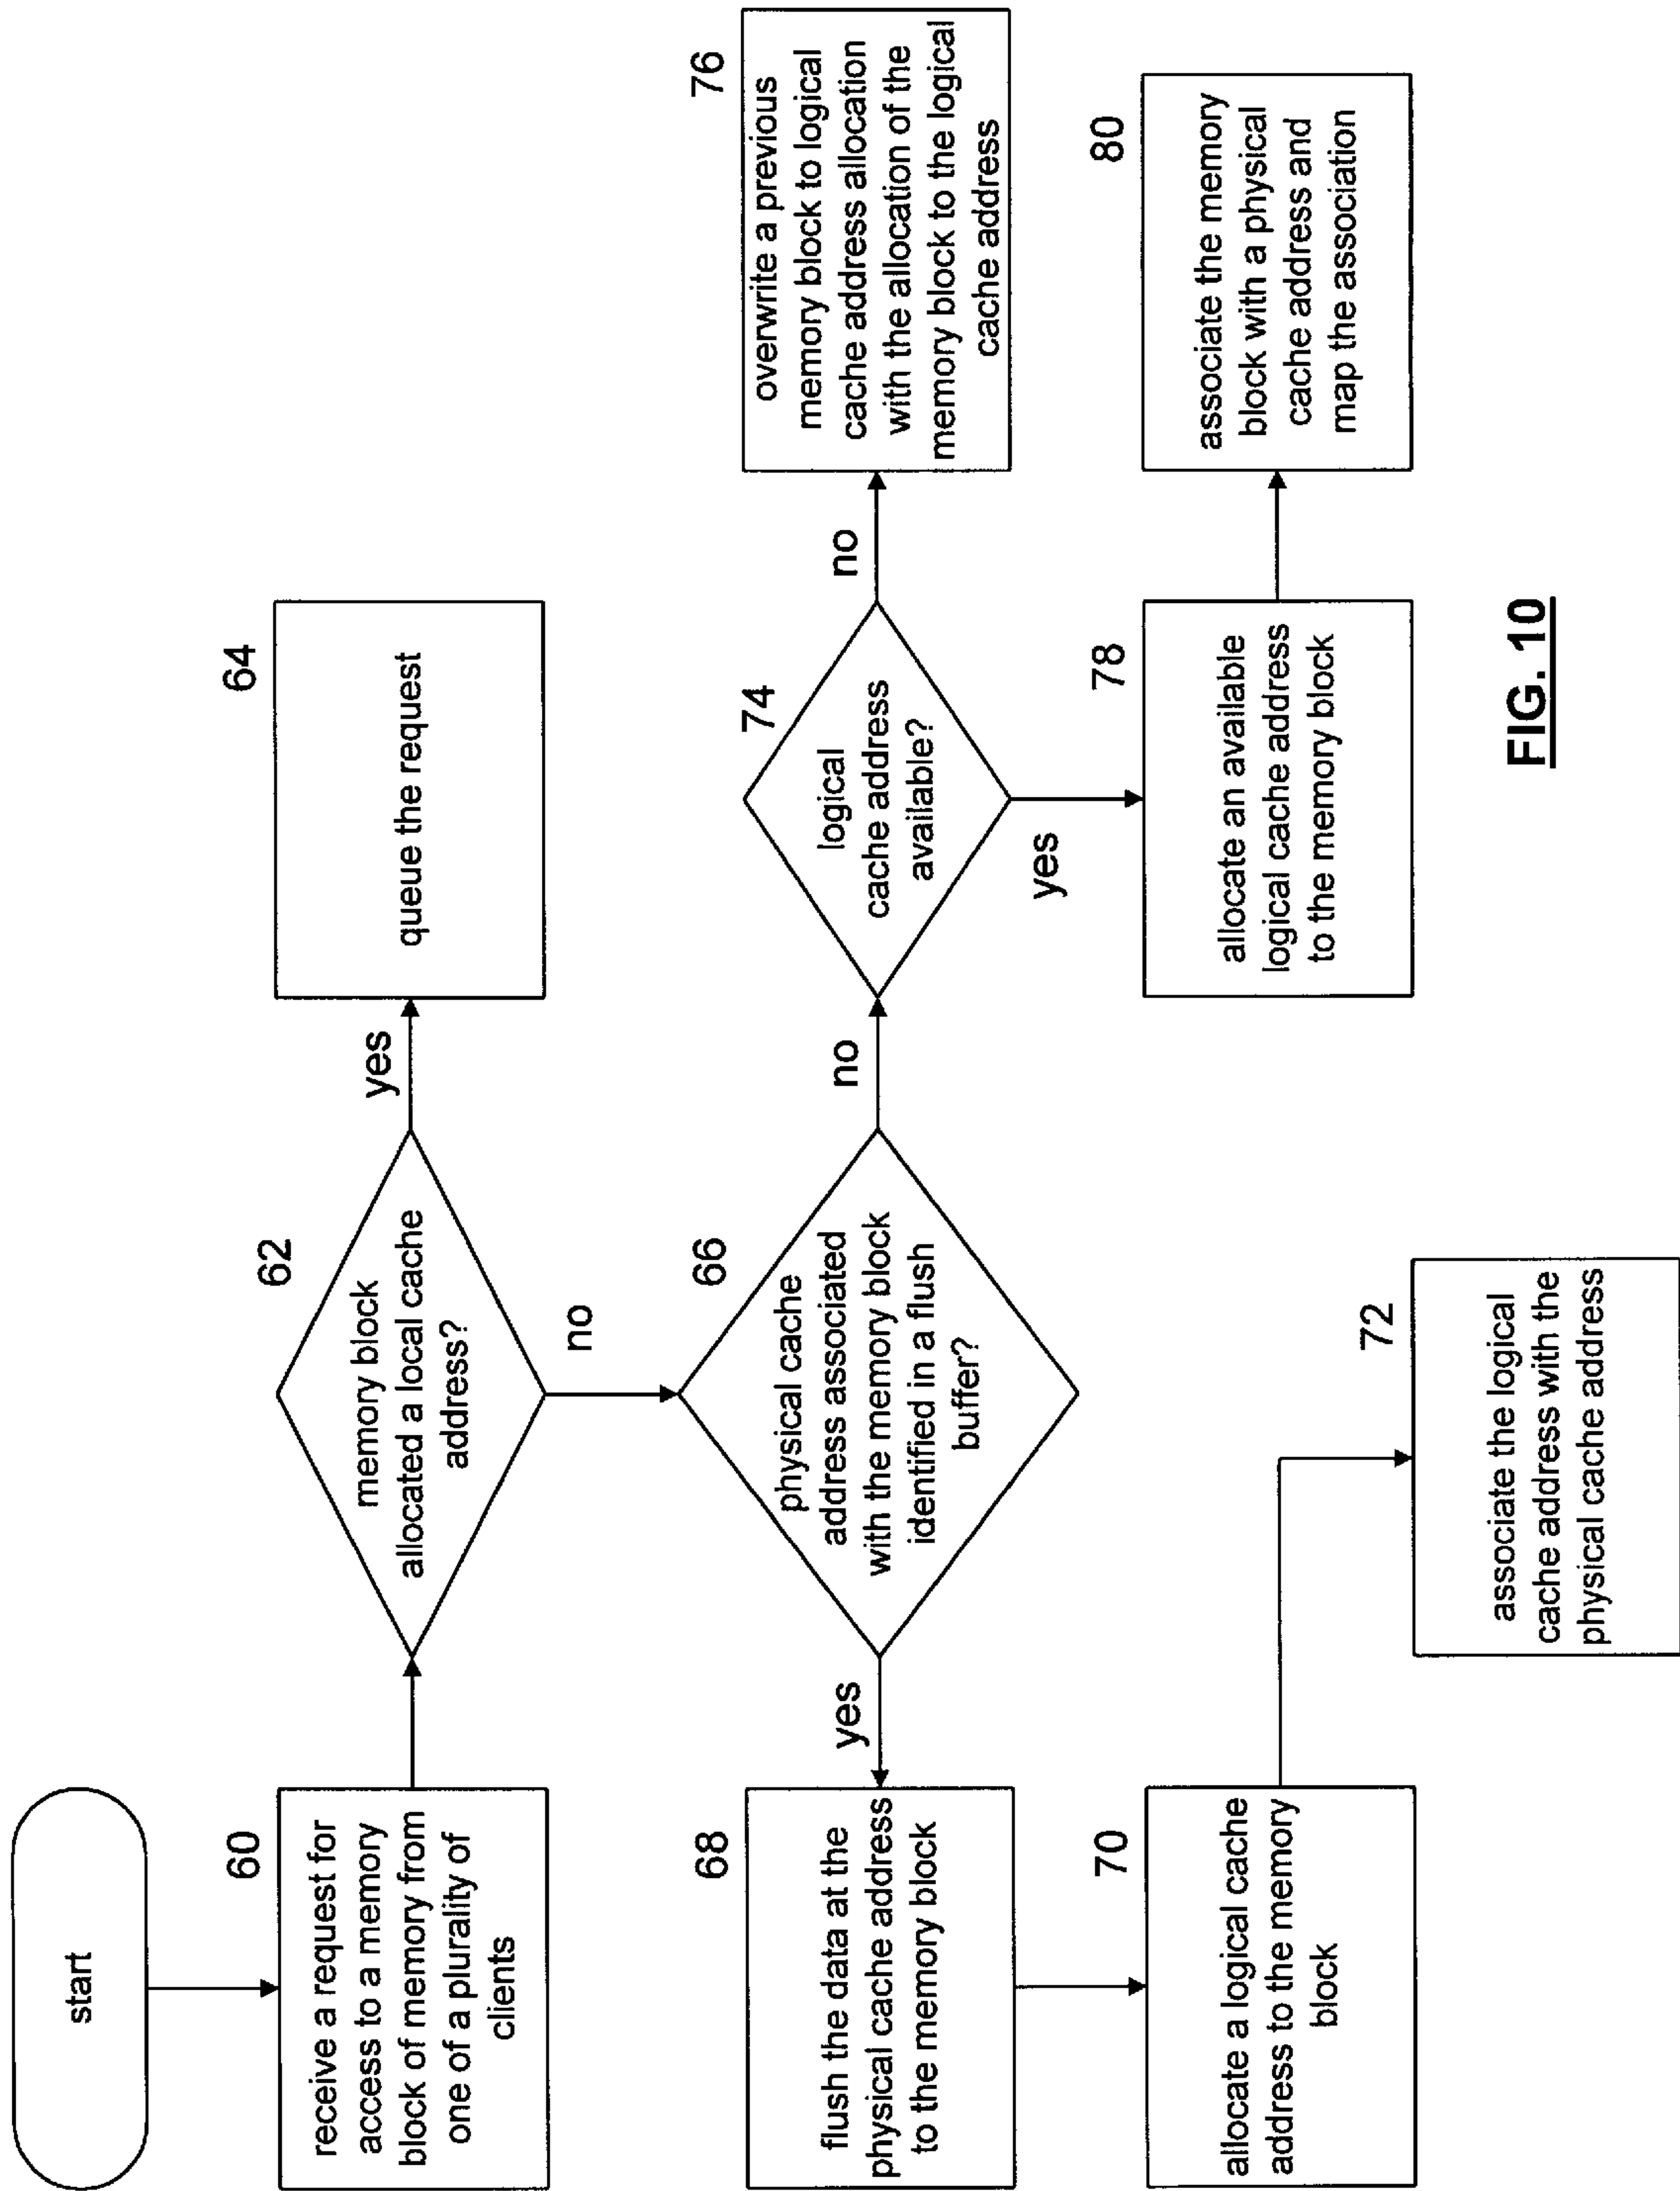 start
60
receive a request for
access to a memory
block of memory from
one of a plurality of
clients
62
memory block
allocated a local cache
address?
yes
64
queue the request
no
66
physical cache
address associated
with the memory block
identified in a flush
buffer?
yes
68
flush the data at the
physical cache address
to the memory block
70
allocate a logical cache
address to the memory
block
72
associate the logical
cache address with the
physical cache address
no
74
logical
cache address
available?
no
76
overwrite a previous
memory block to logical
cache address allocation
with the allocation of the
memory block to the logical
cache address
yes
78
allocate an available
logical cache address
to the memory block
80
associate the memory
block with a physical
cache address and
map the association
FIG. 10